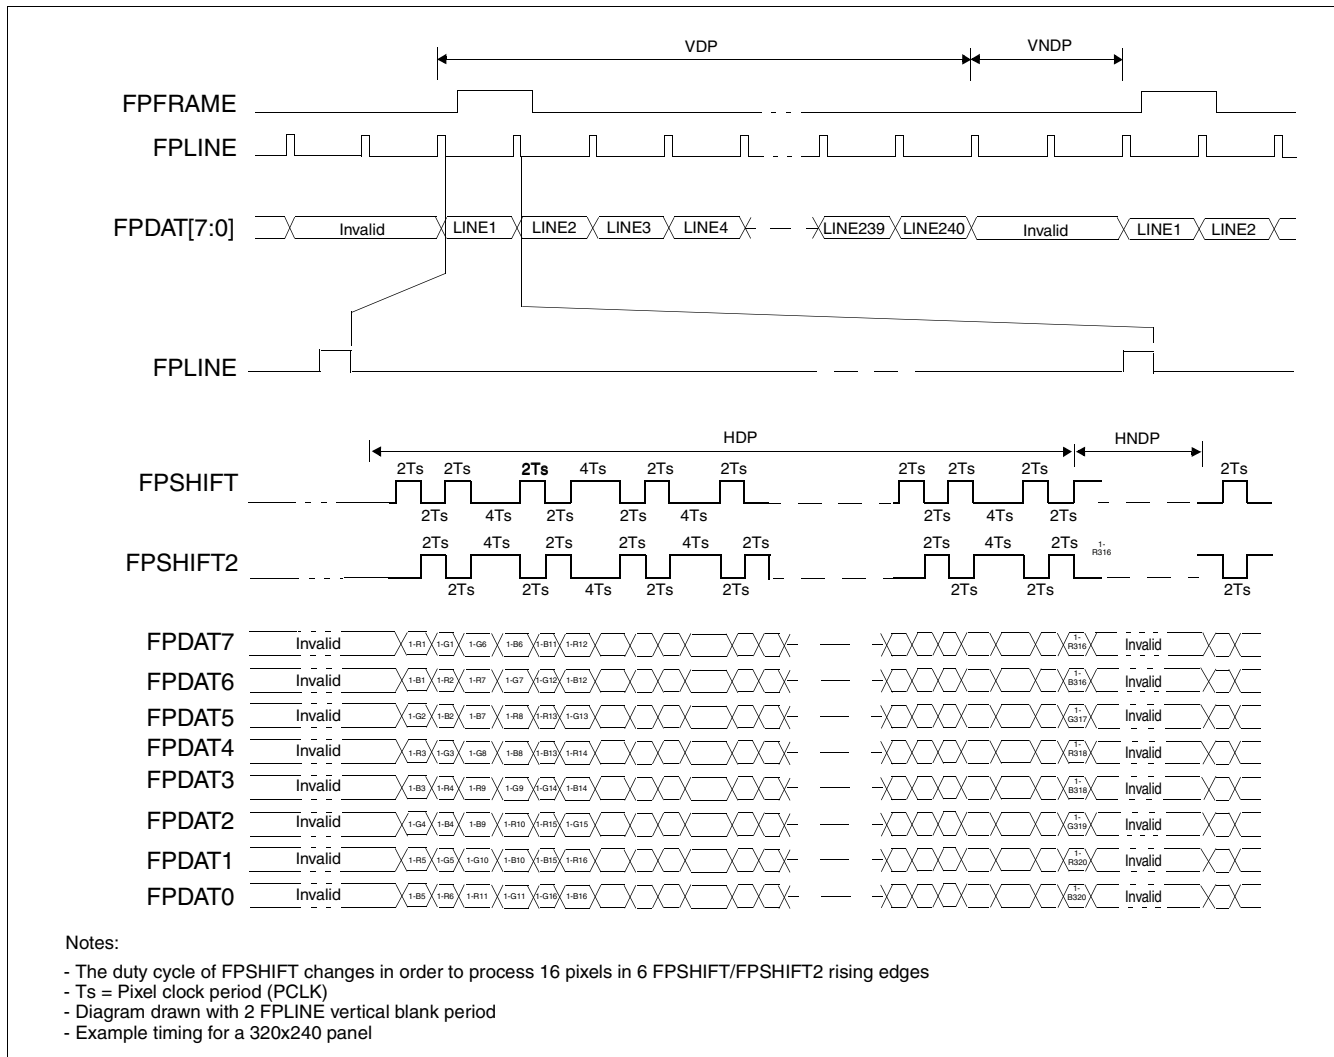 VDP VNDP
FPFRAME
FPLINE
FPDAT[7:0] Invalid LINE1 LINE2 LINE3 LINE4 LINE239 LINE240 Invalid LINE1 LINE2
FPLINE
HDP HNDP
2Ts 2Ts 2Ts 4Ts 2Ts 2Ts 2Ts 2Ts 2Ts 2Ts
FPSHIFT
2Ts 4Ts 2Ts 2Ts 4Ts 2Ts 4Ts 2Ts
2Ts 4Ts 2Ts 2Ts 4Ts 2Ts 2Ts 4Ts 2Ts 1-R316
FPSHIFT2
2Ts 2Ts 4Ts 2Ts 2Ts 2Ts 2Ts 2Ts
FPDAT7 Invalid 1-R1 1-G1 1-G6 1-B6 1-B11 1-R12 1-R316 Invalid
FPDAT6 Invalid 1-B1 1-R2 1-R7 1-G7 1-G12 1-B12 1-B316 Invalid
FPDAT5 Invalid 1-G2 1-B2 1-B7 1-R8 1-R13 1-G13 1-G317 Invalid
FPDAT4 Invalid 1-R3 1-G3 1-G8 1-B8 1-B13 1-R14 1-R318 Invalid
FPDAT3 Invalid 1-B3 1-R4 1-R9 1-G9 1-G14 1-B14 1-B318 Invalid
FPDAT2 Invalid 1-G4 1-B4 1-B9 1-R10 1-R15 1-G15 1-G319 Invalid
FPDAT1 Invalid 1-R5 1-G5 1-G10 1-B10 1-B15 1-R16 1-R320 Invalid
FPDAT0 Invalid 1-B5 1-R6 1-R11 1-G11 1-G16 1-B16 1-B320 Invalid
Notes:
- The duty cycle of FPSHIFT changes in order to process 16 pixels in 6 FPSHIFT/FPSHIFT2 rising edges
- Ts = Pixel clock period (PCLK)
- Diagram drawn with 2 FPLINE vertical blank period
- Example timing for a 320x240 panel